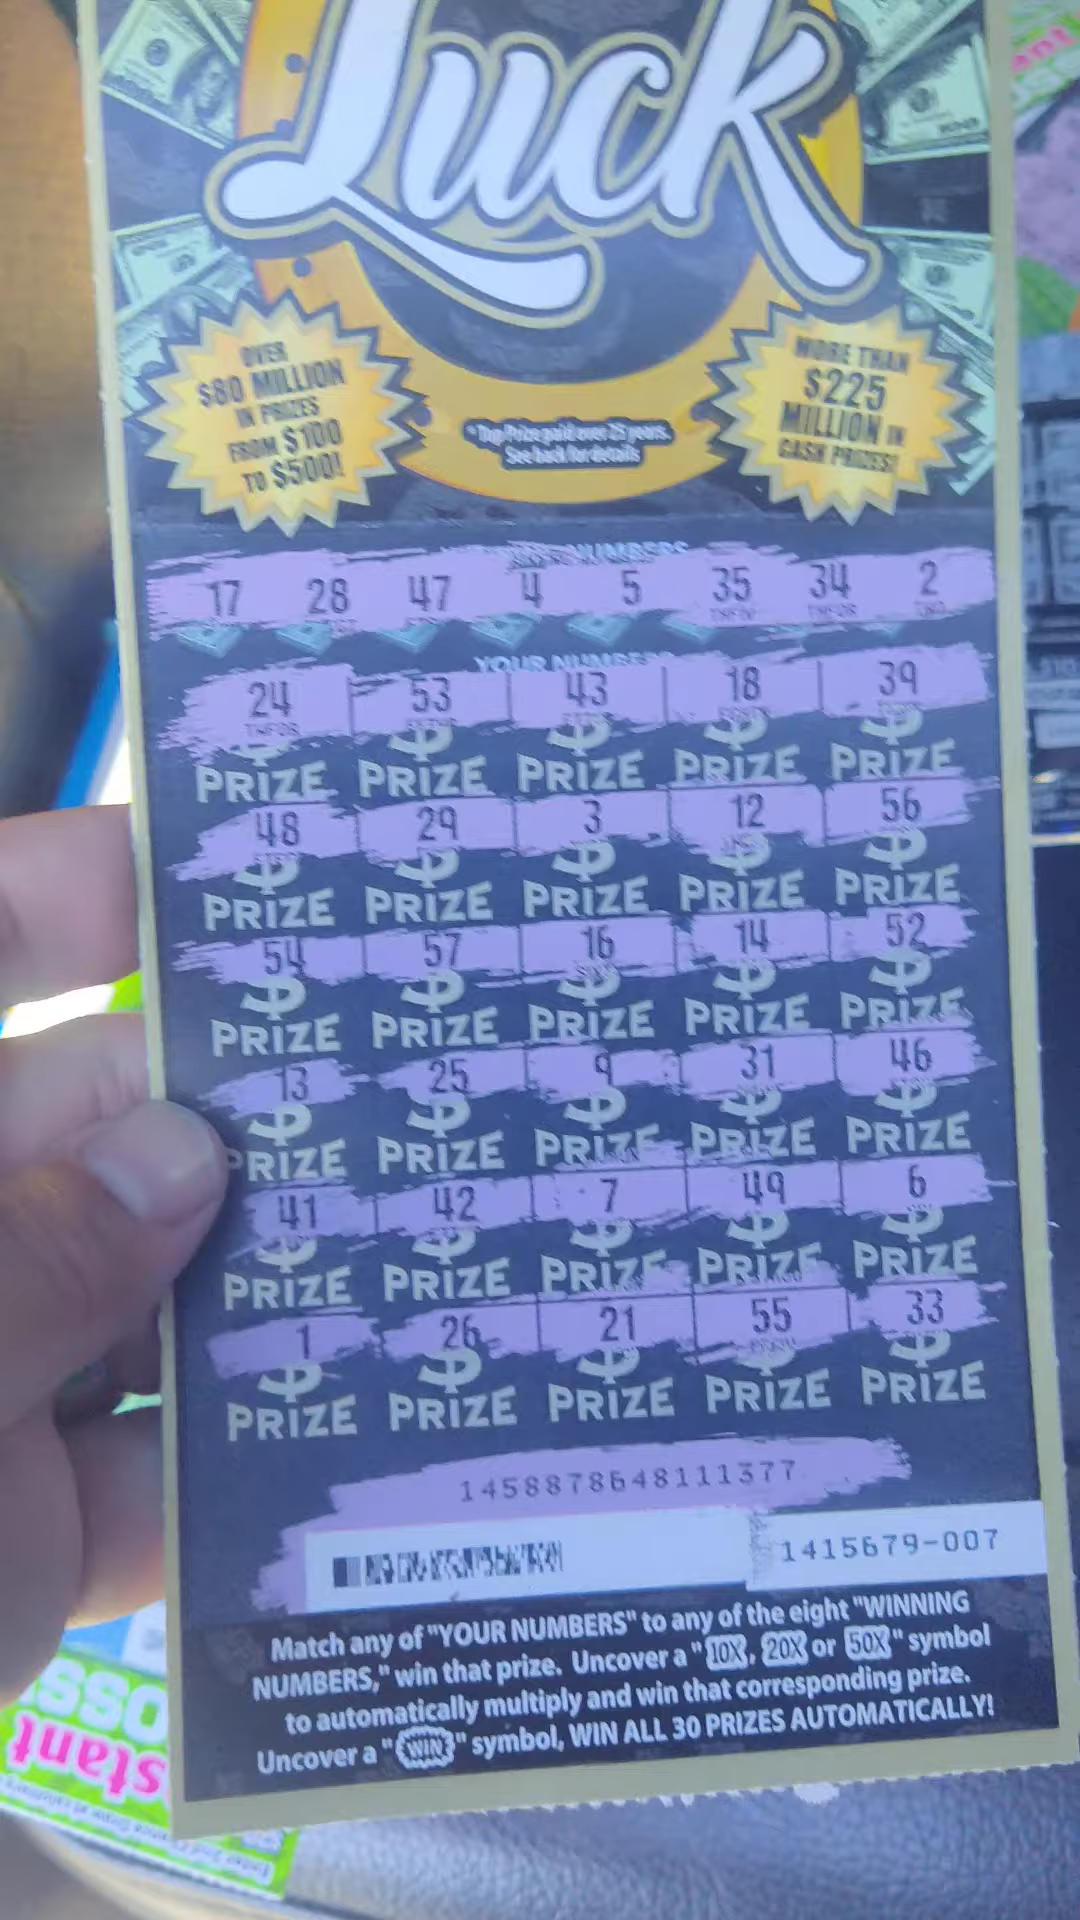 Luck
OVER
$80 MILLION
IN PRIZES
FROM $100
TO $500!
*Top Prize paid over 25 years.
See back for details
MORE THAN
$225
MILLION IN
CASH PRIZES!
NUMBERS
17 28 47 4 5 35 34 2
YOUR NUMBERS
24 53 43 18 39
PRIZE PRIZE PRIZE PRIZE PRIZE
48 29 3 12 56
PRIZE PRIZE PRIZE PRIZE PRIZE
54 57 16 14 52
PRIZE PRIZE PRIZE PRIZE PRIZE
13 25 9 31 46
PRIZE PRIZE PRIZE PRIZE PRIZE
41 42 7 49 6
PRIZE PRIZE PRIZE PRIZE PRIZE
1 26 21 55 33
PRIZE PRIZE PRIZE PRIZE PRIZE
1458878648111377
1415679-007
Match any of "YOUR NUMBERS" to any of the eight "WINNING
NUMBERS," win that prize. Uncover a "10X, 20X or 50X" symbol
to automatically multiply and win that corresponding prize.
Uncover a "WIN" symbol, WIN ALL 30 PRIZES AUTOMATICALLY!